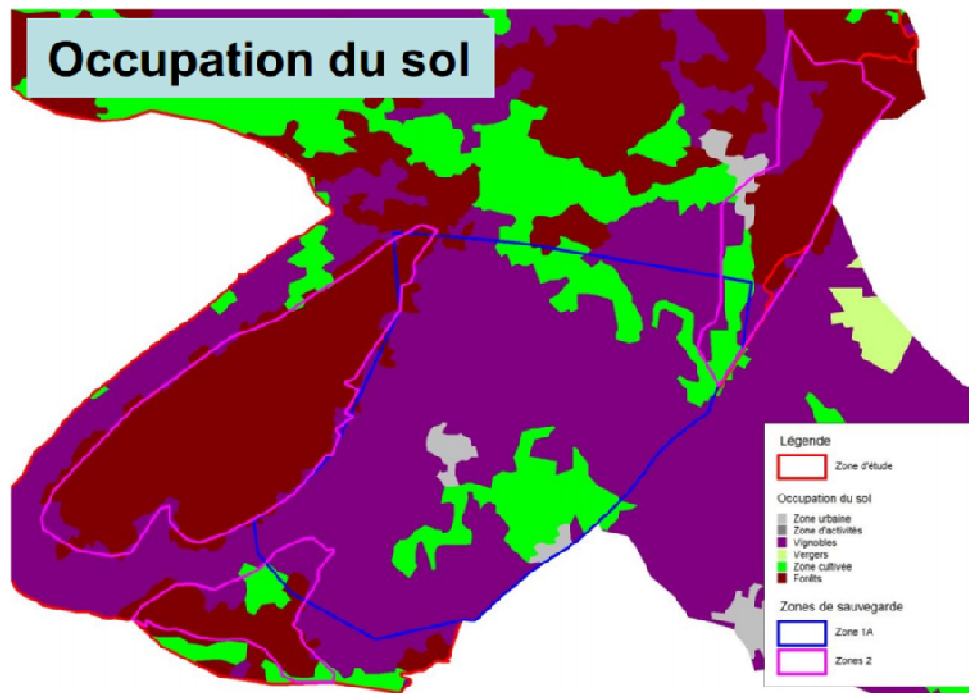 Occupation du sol
Légende
Zone d'étude
Occupation du sol
Zone urbaine
Zone d'activités
Vignobles
Vergers
Zone cultivée
Forêts
Zones de sauvegarde
Zone 1A
Zones 2